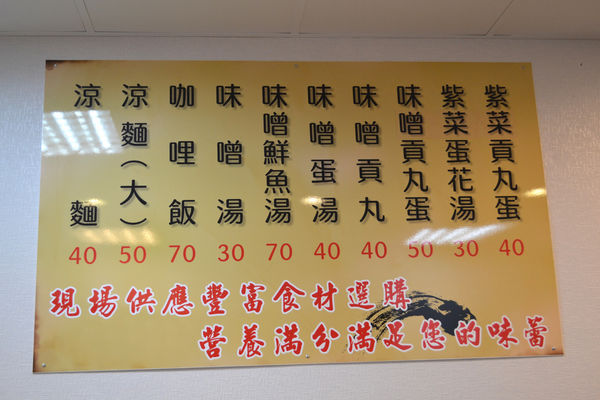 涼麵 40
涼麵(大) 50
咖哩飯 70
味噌湯 30
味噌鮮魚湯 70
味噌蛋湯 40
味噌貢丸 40
味噌貢丸蛋 50
紫菜蛋花湯 30
紫菜貢丸蛋 40
現場供應豐富食材選購
營養滿分滿足您的味蕾